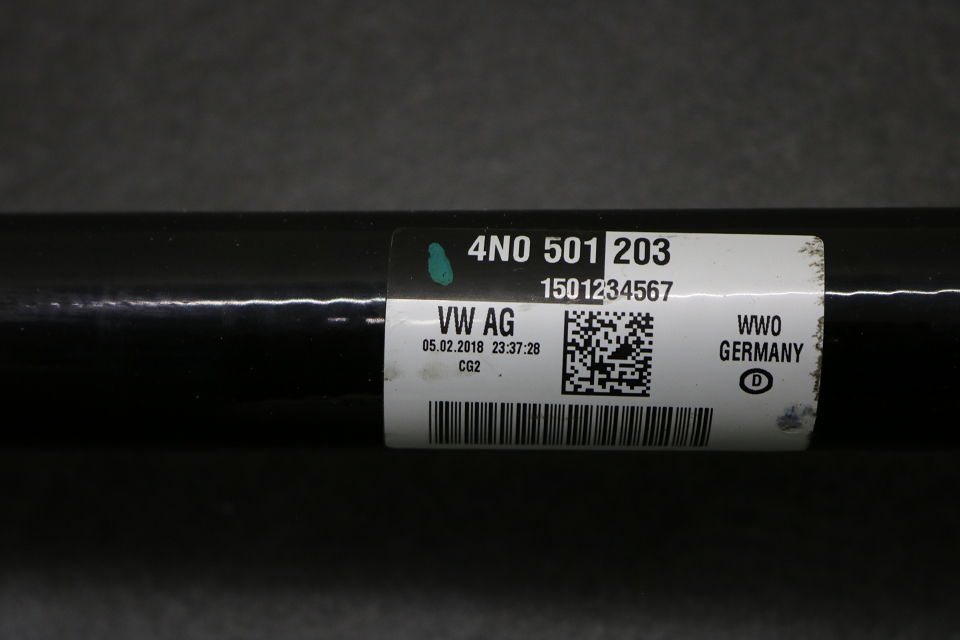 4N0 501 203
1501234567
VW AG
05.02.2018 23:37:28
CG2
WWO
GERMANY
D